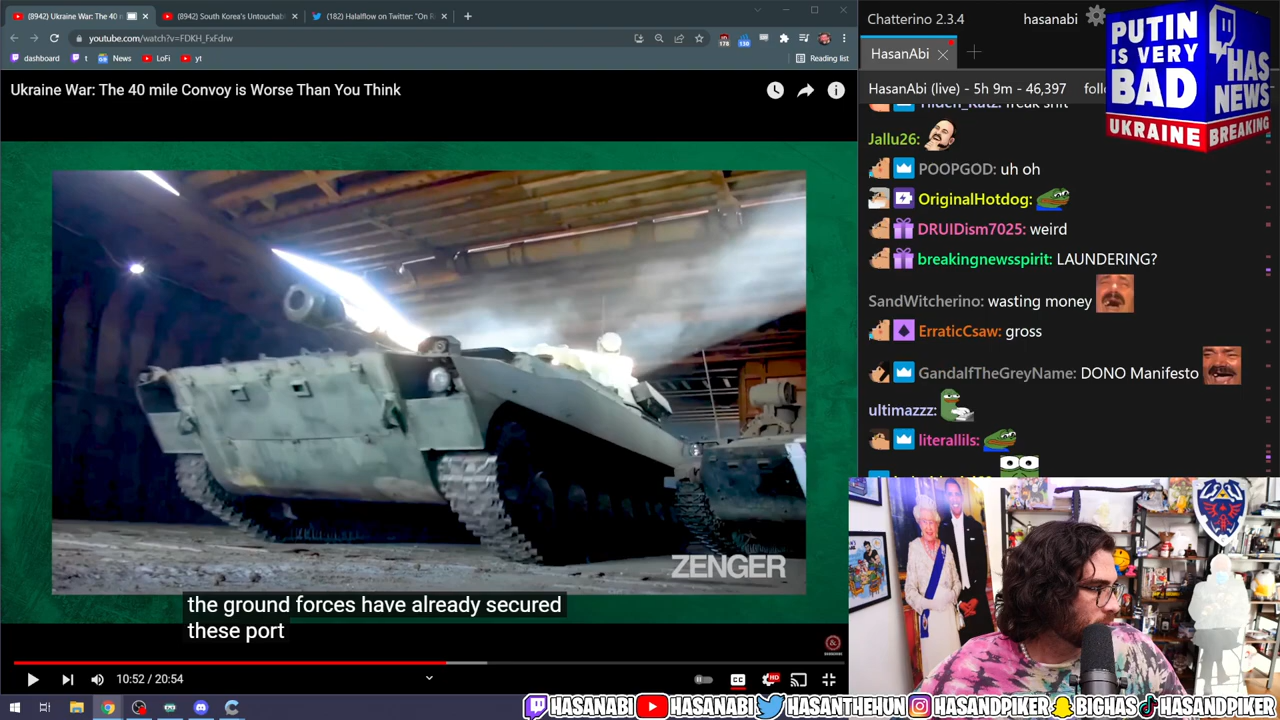 (8942) Ukraine War: The 40 m
(8942) South Korea's Untouchab
(182) Halalflow on Twitter: "On R
youtube.com/watch?v=FDKH_FxFdrw
178
130
dashboard
t
News
LoFi
yt
Reading list
Ukraine War: The 40 mile Convoy is Worse Than You Think
ZENGER
the ground forces have already secured
these port
10:52 / 20:54
CC
HD
Chatterino 2.3.4
hasanabi
HasanAbi
HasanAbi (live) - 5h 9m - 46,397
Jallu26:
POOPGOD: uh oh
OriginalHotdog:
DRUIDism7025: weird
breakingnewsspirit: LAUNDERING?
SandWitcherino: wasting money
ErraticCsaw: gross
GandalfTheGreyName: DONO Manifesto
ultimazzz:
literallils:
PUTIN
IS VERY
BAD
HAS
NEWS
UKRAINE
BREAKING
HASANABI
HASANABI
HASANTHEHUN
HASANDPIKER
BIGHAS
HASANDPIKER